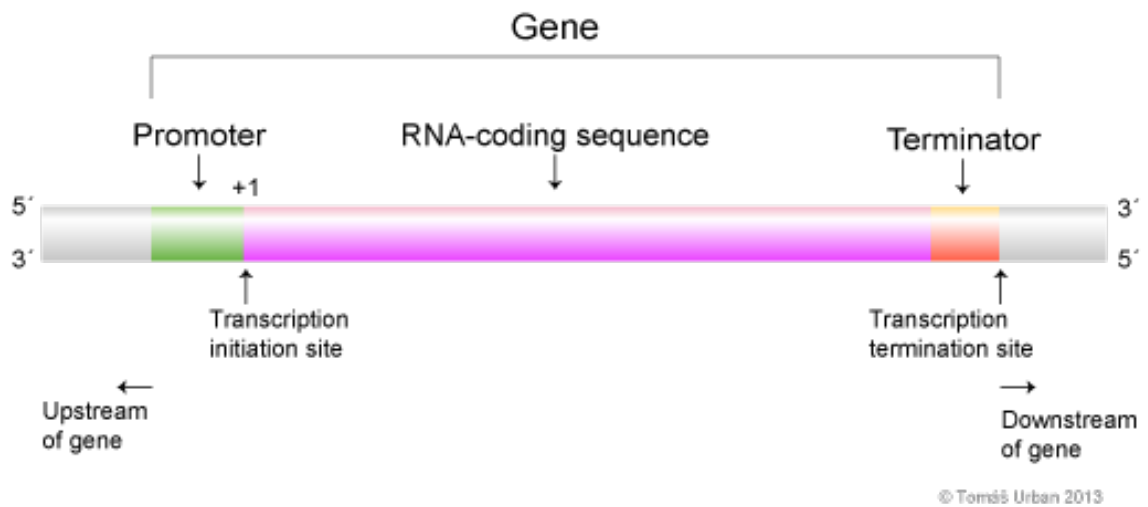 Gene
Promoter
RNA-coding sequence
Terminator
+1
5´
3´
3´
5´
Transcription
initiation site
Transcription
termination site
Upstream
of gene
Downstream
of gene
© Tomáš Urban 2013